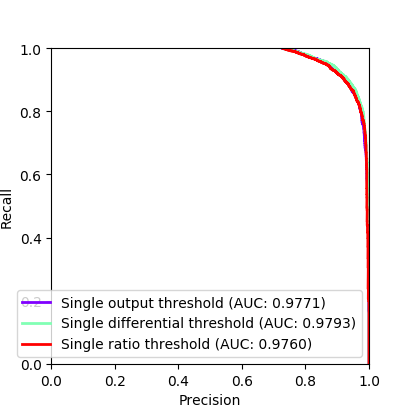 1.0
0.8
0.6
0.4
0.2
0.0
Recall
Single output threshold (AUC: 0.9771)
Single differential threshold (AUC: 0.9793)
Single ratio threshold (AUC: 0.9760)
0.0 0.2 0.4 0.6 0.8 1.0
Precision